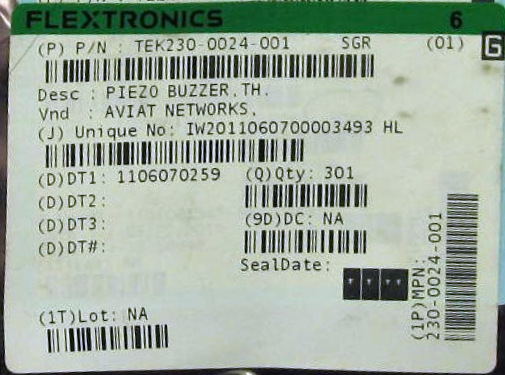 FLEXTRONICS 6
(P) P/N : TEK230-0024-001 SGR (01) G
Desc : PIEZO BUZZER,TH.
Vnd : AVIAT NETWORKS,
(J) Unique No: IW2011060700003493 HL
(D)DT1: 1106070259 (Q)Qty: 301
(D)DT2:
(D)DT3: (9D)DC: NA
(D)DT#:
SealDate:
(1T)Lot: NA
(1P)MPN:
230-0024-001